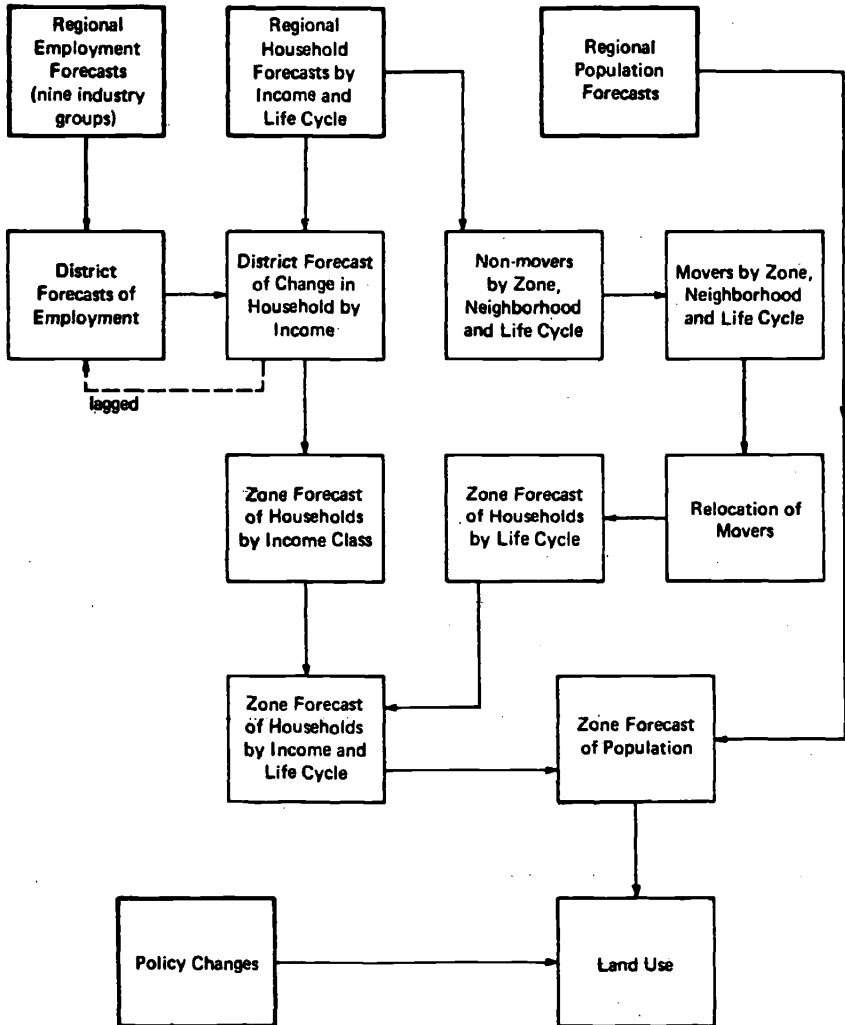 Regional
Employment
Forecasts
(nine industry
groups)
Regional
Household
Forecasts by
Income and
Life Cycle
Regional
Population
Forecasts
District
Forecasts of
Employment
District Forecast
of Change in
Household by
Income
Non-movers
by Zone,
Neighborhood
and Life Cycle
Movers by Zone,
Neighborhood
and Life Cycle
lagged
Zone Forecast
of Households
by Income Class
Zone Forecast
of Households
by Life Cycle
Relocation of
Movers
Zone Forecast
of Households
by Income and
Life Cycle
Zone Forecast
of Population
Policy Changes
Land Use